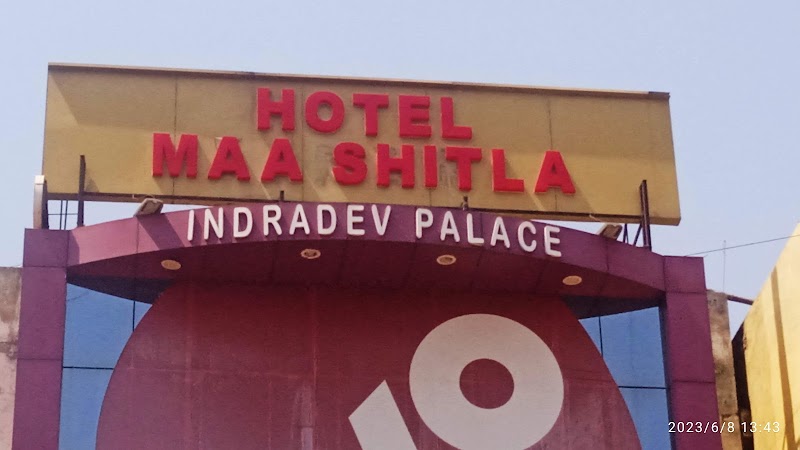 HOTEL
MAA SHITLA
INDRADEV PALACE
2023/6/8 13:43